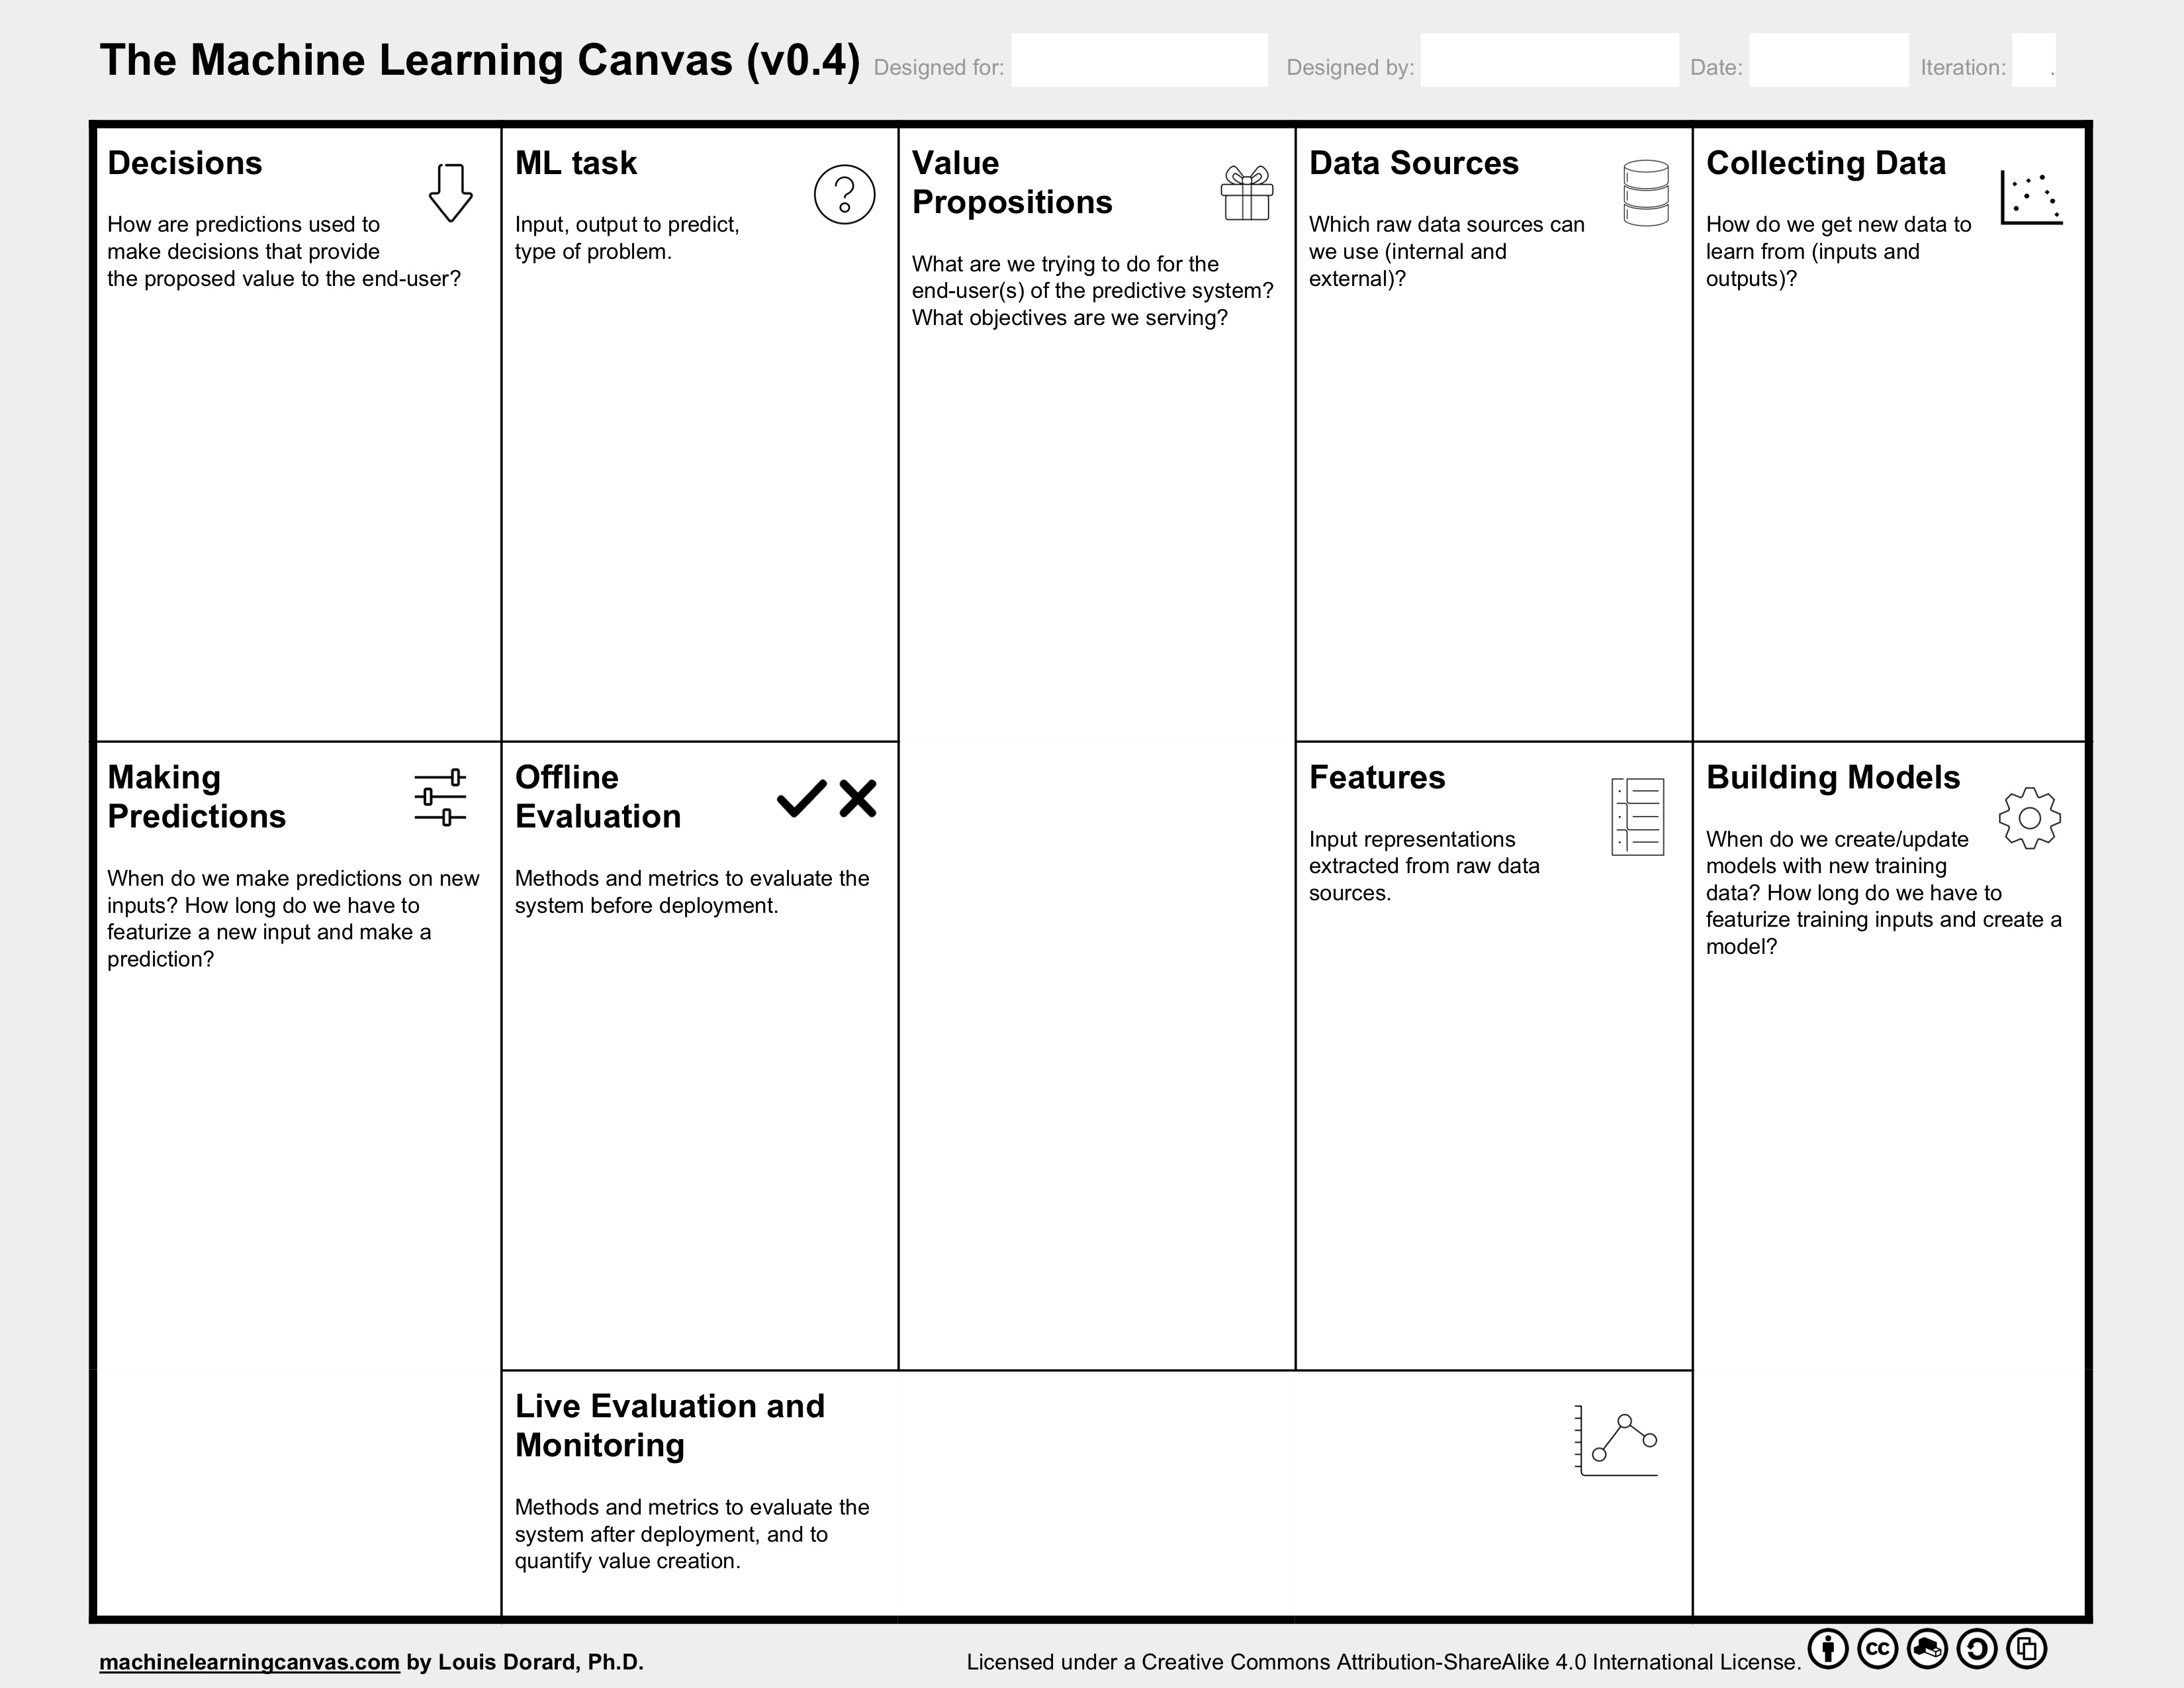 The Machine Learning Canvas (v0.4)
Designed for:
Designed by:
Date:
Iteration: .
Decisions
How are predictions used to
make decisions that provide
the proposed value to the end-user?
ML task
Input, output to predict,
type of problem.
Value
Propositions
What are we trying to do for the
end-user(s) of the predictive system?
What objectives are we serving?
Data Sources
Which raw data sources can
we use (internal and
external)?
Collecting Data
How do we get new data to
learn from (inputs and
outputs)?
Making
Predictions
When do we make predictions on new
inputs? How long do we have to
featurize a new input and make a
prediction?
Offline
Evaluation
Methods and metrics to evaluate the
system before deployment.
Features
Input representations
extracted from raw data
sources.
Building Models
When do we create/update
models with new training
data? How long do we have to
featurize training inputs and create a
model?
Live Evaluation and
Monitoring
Methods and metrics to evaluate the
system after deployment, and to
quantify value creation.
machinelearningcanvas.com by Louis Dorard, Ph.D.
Licensed under a Creative Commons Attribution-ShareAlike 4.0 International License.
cc